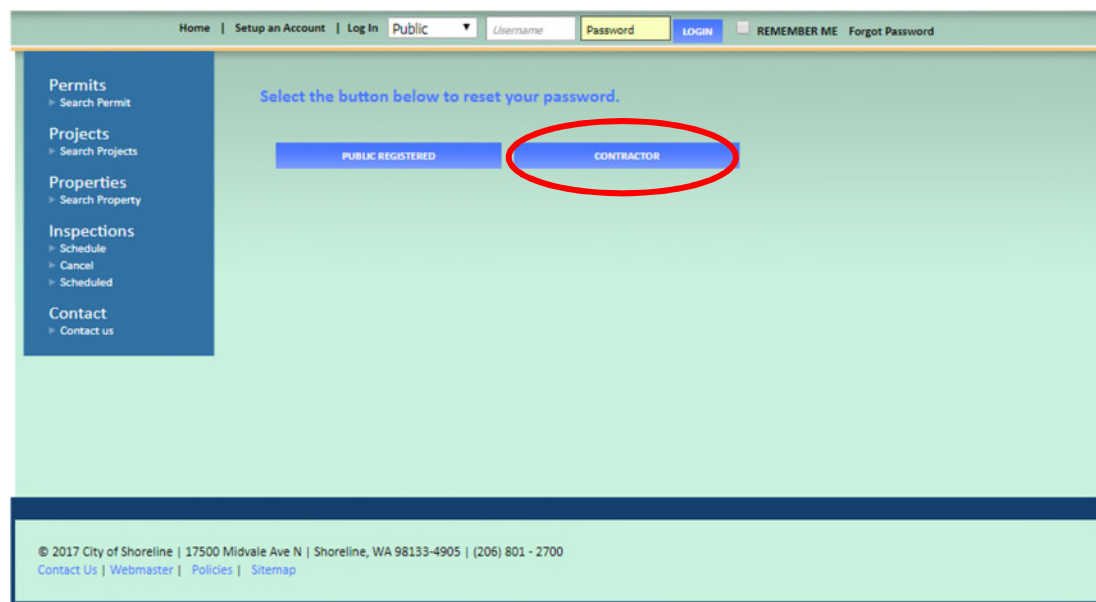 Home | Setup an Account | Log In Public Username Password LOGIN REMEMBER ME Forgot Password
Permits
Search Permit
Projects
Search Projects
Properties
Search Property
Inspections
Schedule
Cancel
Scheduled
Contact
Contact us
Select the button below to reset your password.
PUBLIC REGISTERED CONTRACTOR
© 2017 City of Shoreline | 17500 Midvale Ave N | Shoreline, WA 98133-4905 | (206) 801 - 2700
Contact Us | Webmaster | Policies | Sitemap